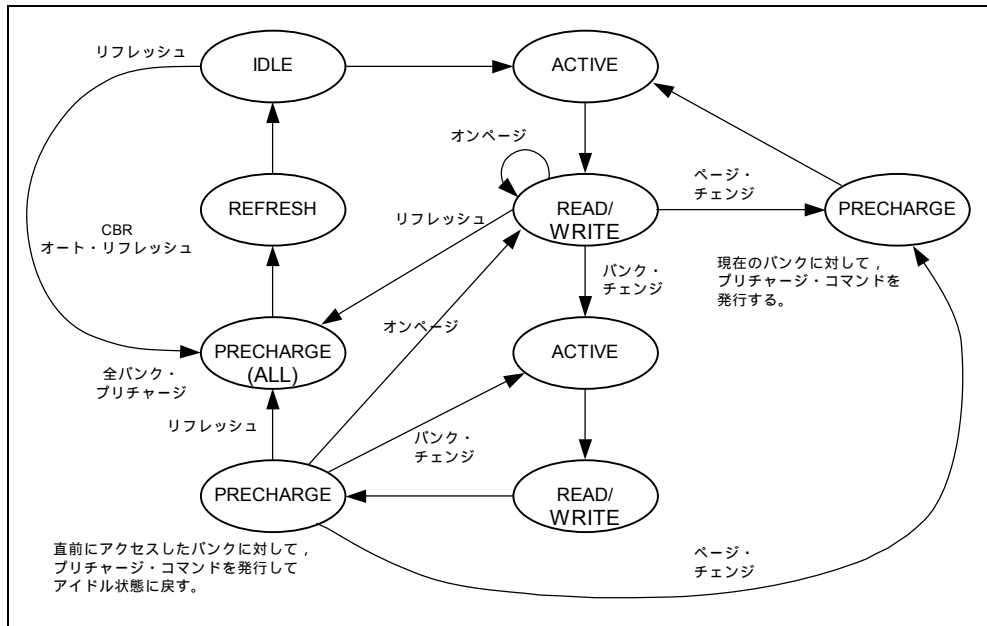 リフレッシュ
IDLE
ACTIVE
オンページ
ページ・
チェンジ
REFRESH
リフレッシュ
READ/
WRITE
PRECHARGE
CBR
オート・リフレッシュ
バンク・
チェンジ
現在のバンクに対して，
プリチャージ・コマンドを
発行する。
オンページ
PRECHARGE
(ALL)
ACTIVE
全バンク・
プリチャージ
リフレッシュ
バンク・
チェンジ
PRECHARGE
READ/
WRITE
直前にアクセスしたバンクに対して，
プリチャージ・コマンドを発行して
アイドル状態に戻す。
ページ・
チェンジ